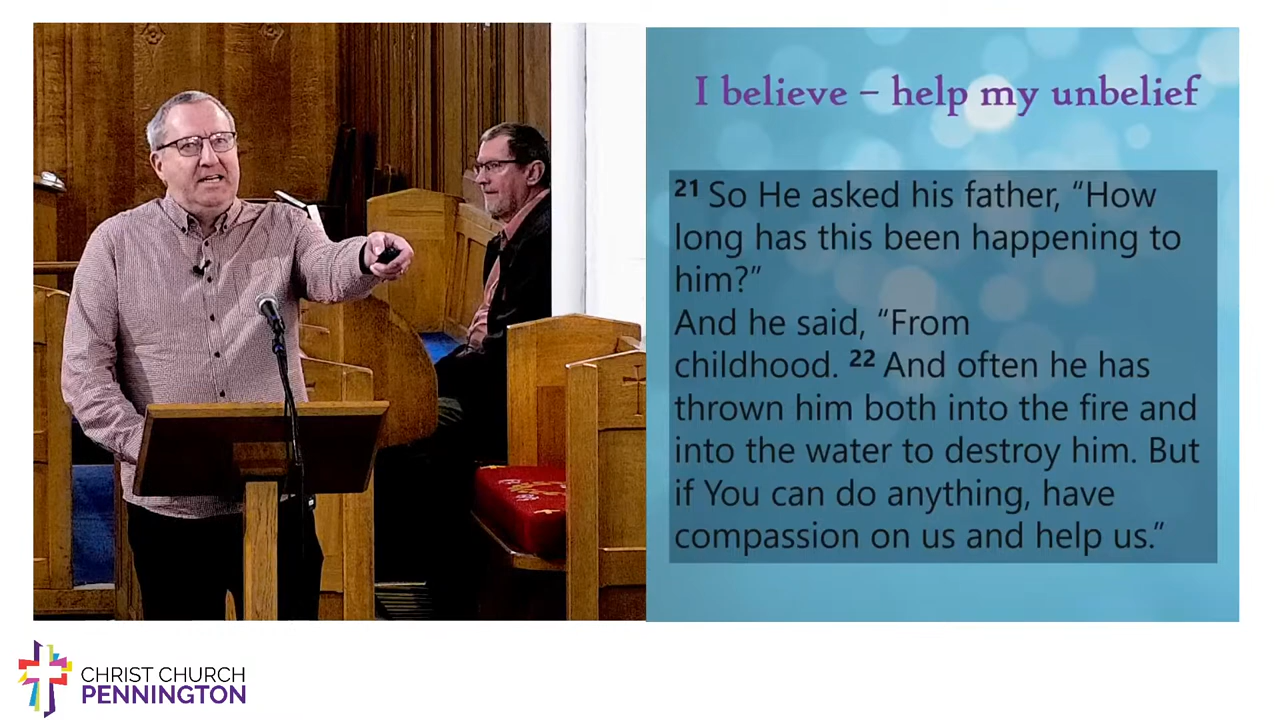 I believe – help my unbelief
21 So He asked his father, “How
long has this been happening to
him?”
And he said, “From
childhood. 22 And often he has
thrown him both into the fire and
into the water to destroy him. But
if You can do anything, have
compassion on us and help us.”
CHRIST CHURCH
PENNINGTON